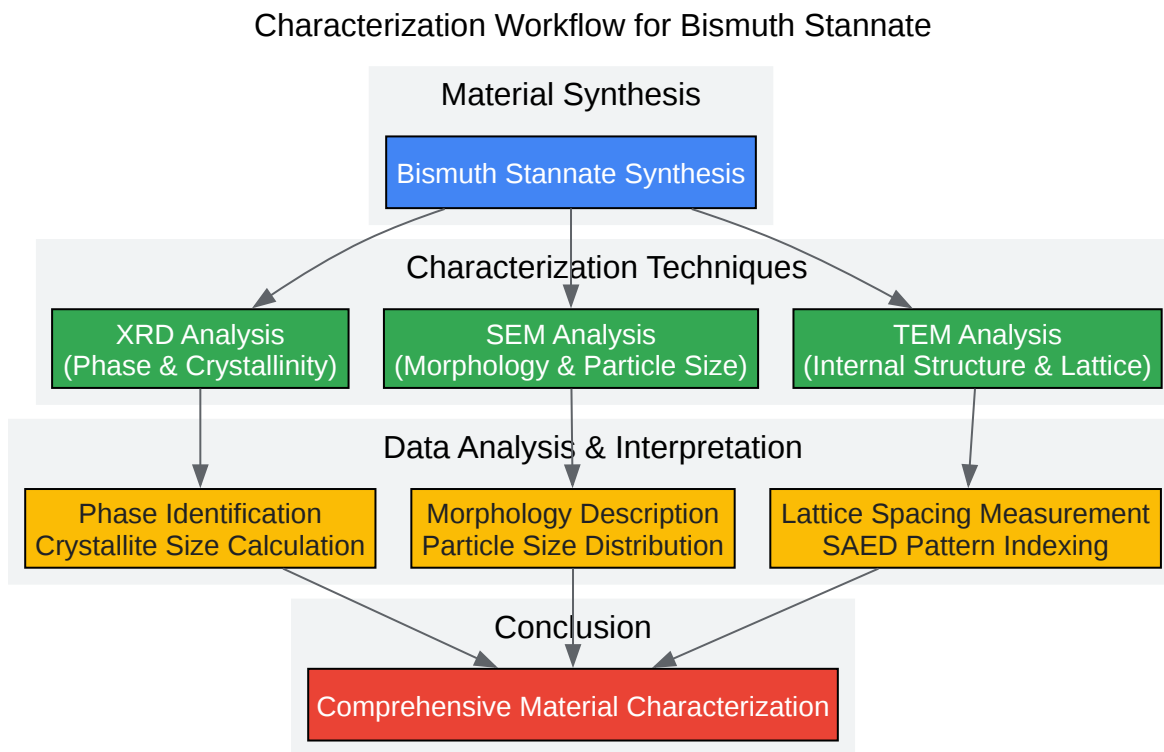 Characterization Workflow for Bismuth Stannate
Material Synthesis
Bismuth Stannate Synthesis
Characterization Techniques
XRD Analysis
(Phase & Crystallinity)
SEM Analysis
(Morphology & Particle Size)
TEM Analysis
(Internal Structure & Lattice)
Data Analysis & Interpretation
Phase Identification
Crystallite Size Calculation
Morphology Description
Particle Size Distribution
Lattice Spacing Measurement
SAED Pattern Indexing
Conclusion
Comprehensive Material Characterization